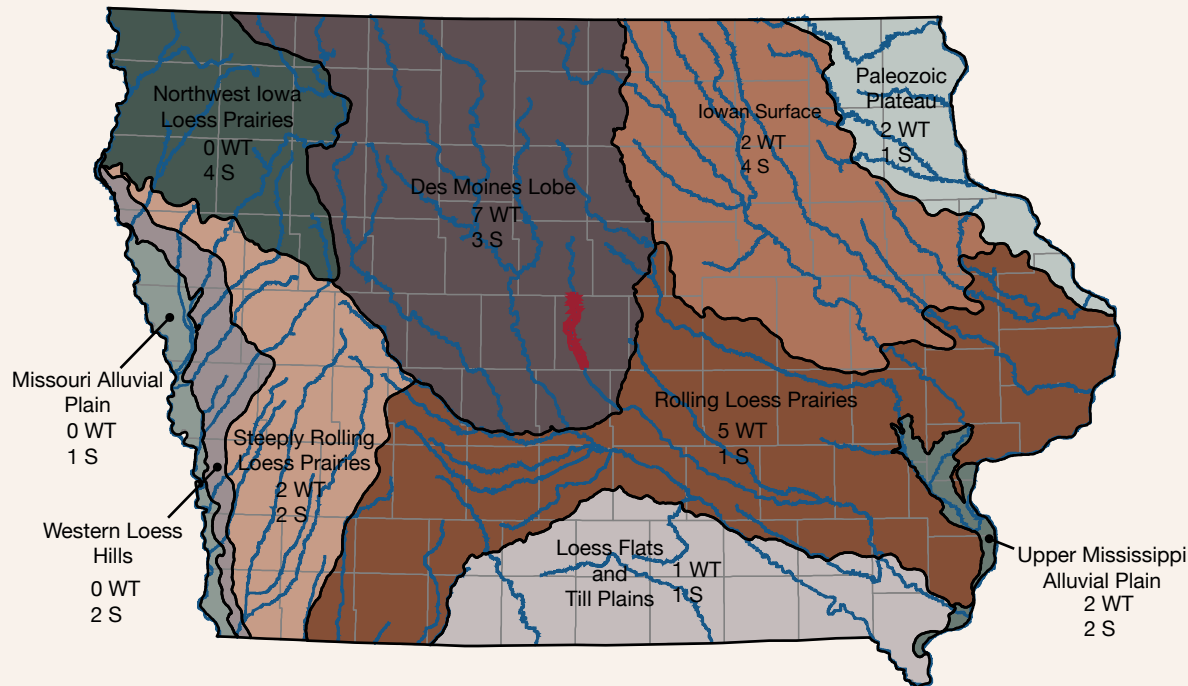 Northwest Iowa
Loess Prairies
0 WT
4 S
Des Moines Lobe
7 WT
3 S
Iowan Surface
2 WT
4 S
Paleozoic
Plateau
2 WT
1 S
Missouri Alluvial
Plain
0 WT
1 S
Steeply Rolling
Loess Prairies
2 WT
2 S
Rolling Loess Prairies
5 WT
1 S
Western Loess
Hills
0 WT
2 S
Loess Flats
and
Till Plains
1 WT
1 S
Upper Mississippi
Alluvial Plain
2 WT
2 S